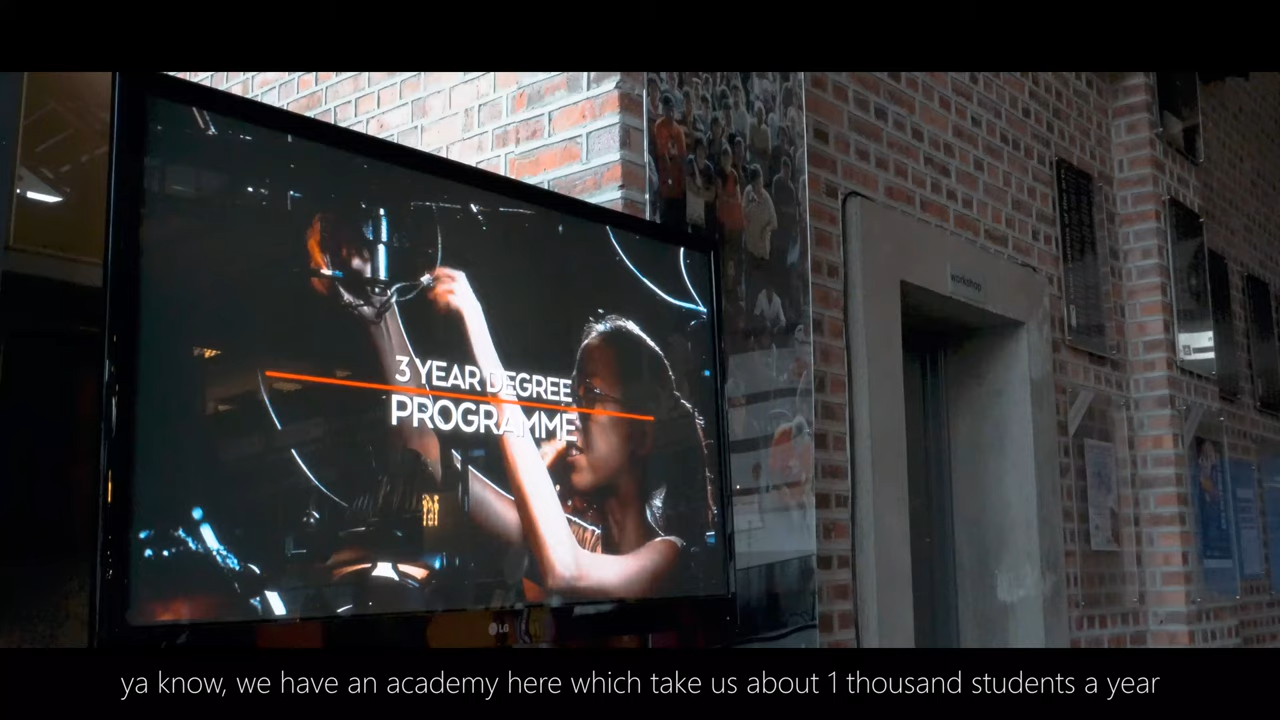 3 YEAR DEGREE
PROGRAMME
workshop
LG
ya know, we have an academy here which take us about 1 thousand students a year